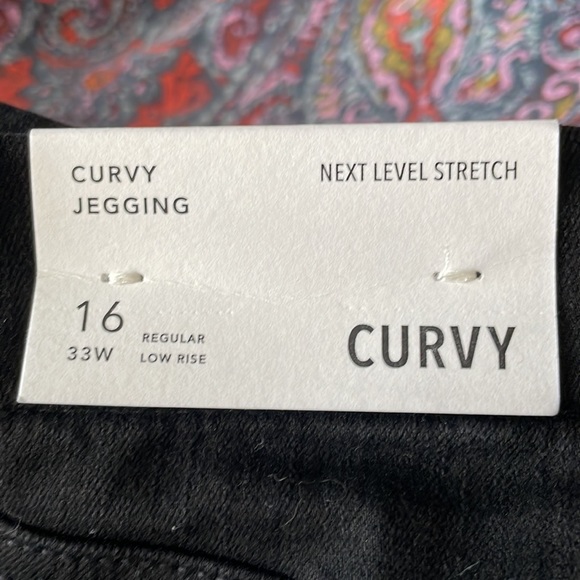 CURVY
JEGGING
NEXT LEVEL STRETCH
16
33W
REGULAR
LOW RISE
CURVY